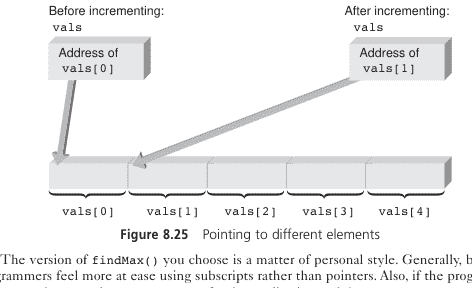 Before incrementing:
After incrementing:
vals
vals
Address of
vals[0]
Address of
vals[1]
vals[0]
vals[1]
vals[2]
vals[3]
vals[4]
Figure 8.25 Pointing to different elements
The version of findMax() you choose is a matter of personal style. Generally, b
grammers feel more at ease using subscripts rather than pointers. Also, if the prog